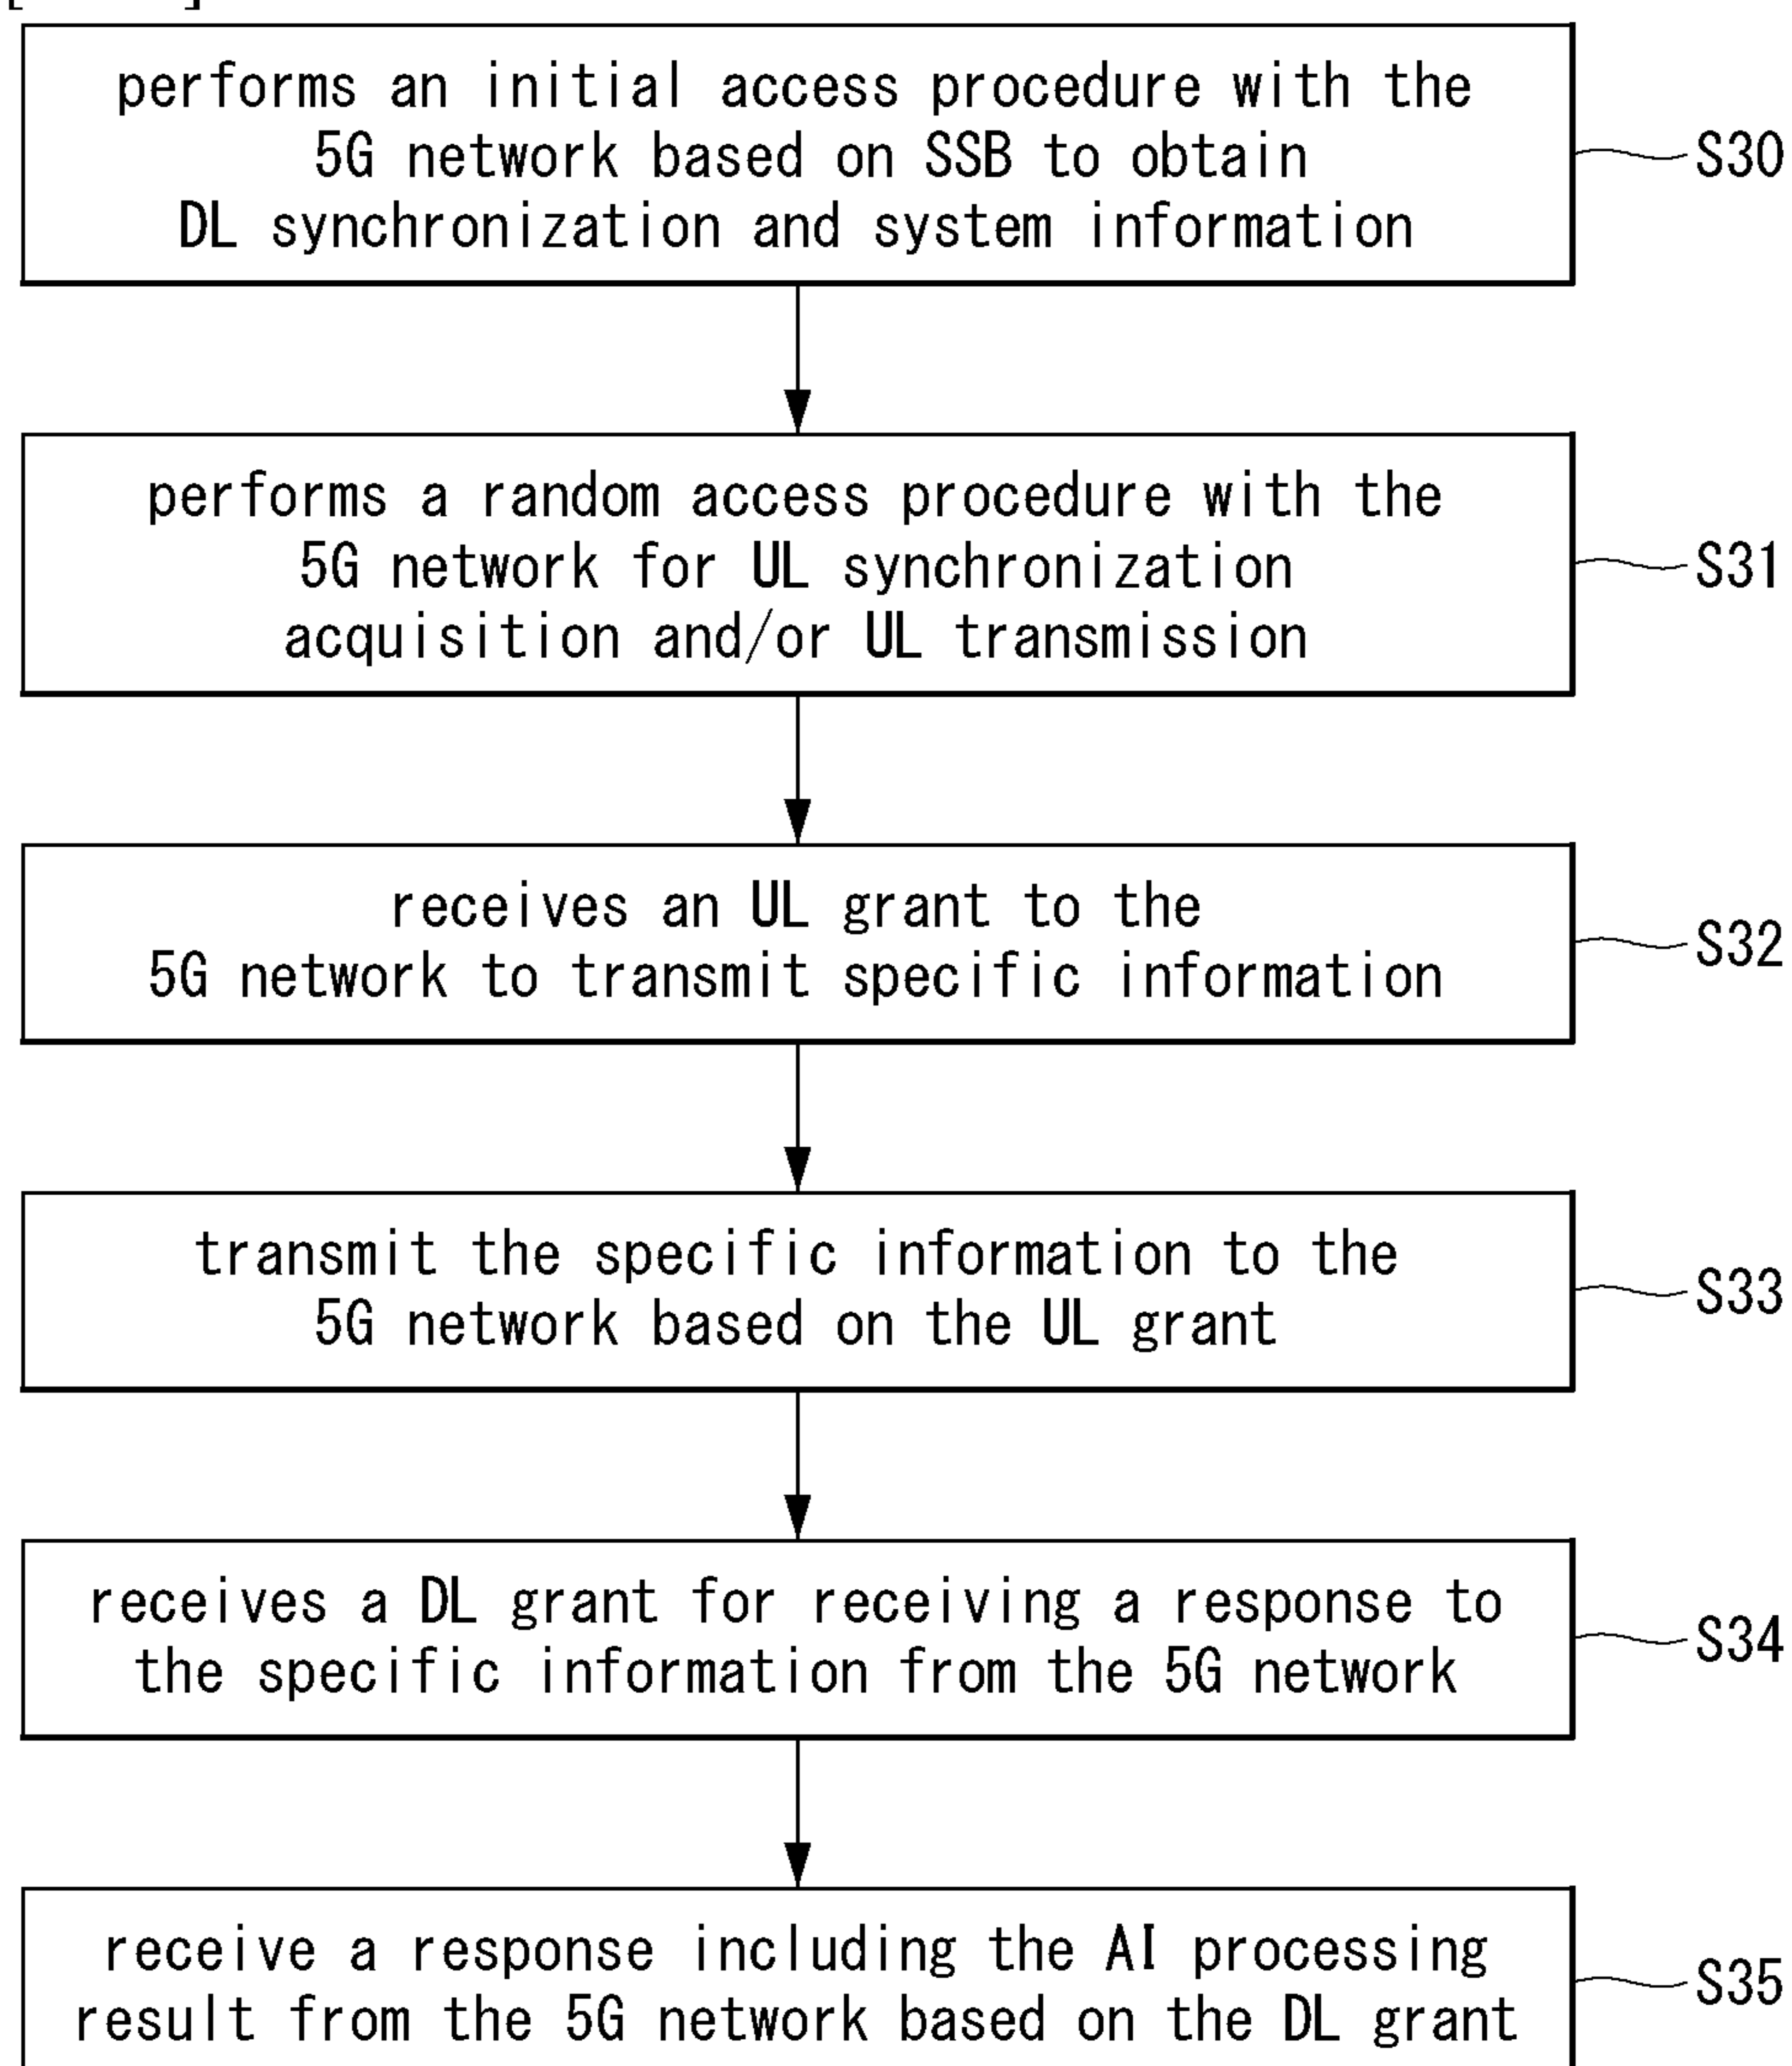 performs an initial access procedure with the
5G network based on SSB to obtain
DL synchronization and system information
S30
performs a random access procedure with the
5G network for UL synchronization
acquisition and/or UL transmission
S31
receives an UL grant to the
5G network to transmit specific information
S32
transmit the specific information to the
5G network based on the UL grant
S33
receives a DL grant for receiving a response to
the specific information from the 5G network
S34
receive a response including the AI processing
result from the 5G network based on the DL grant
S35